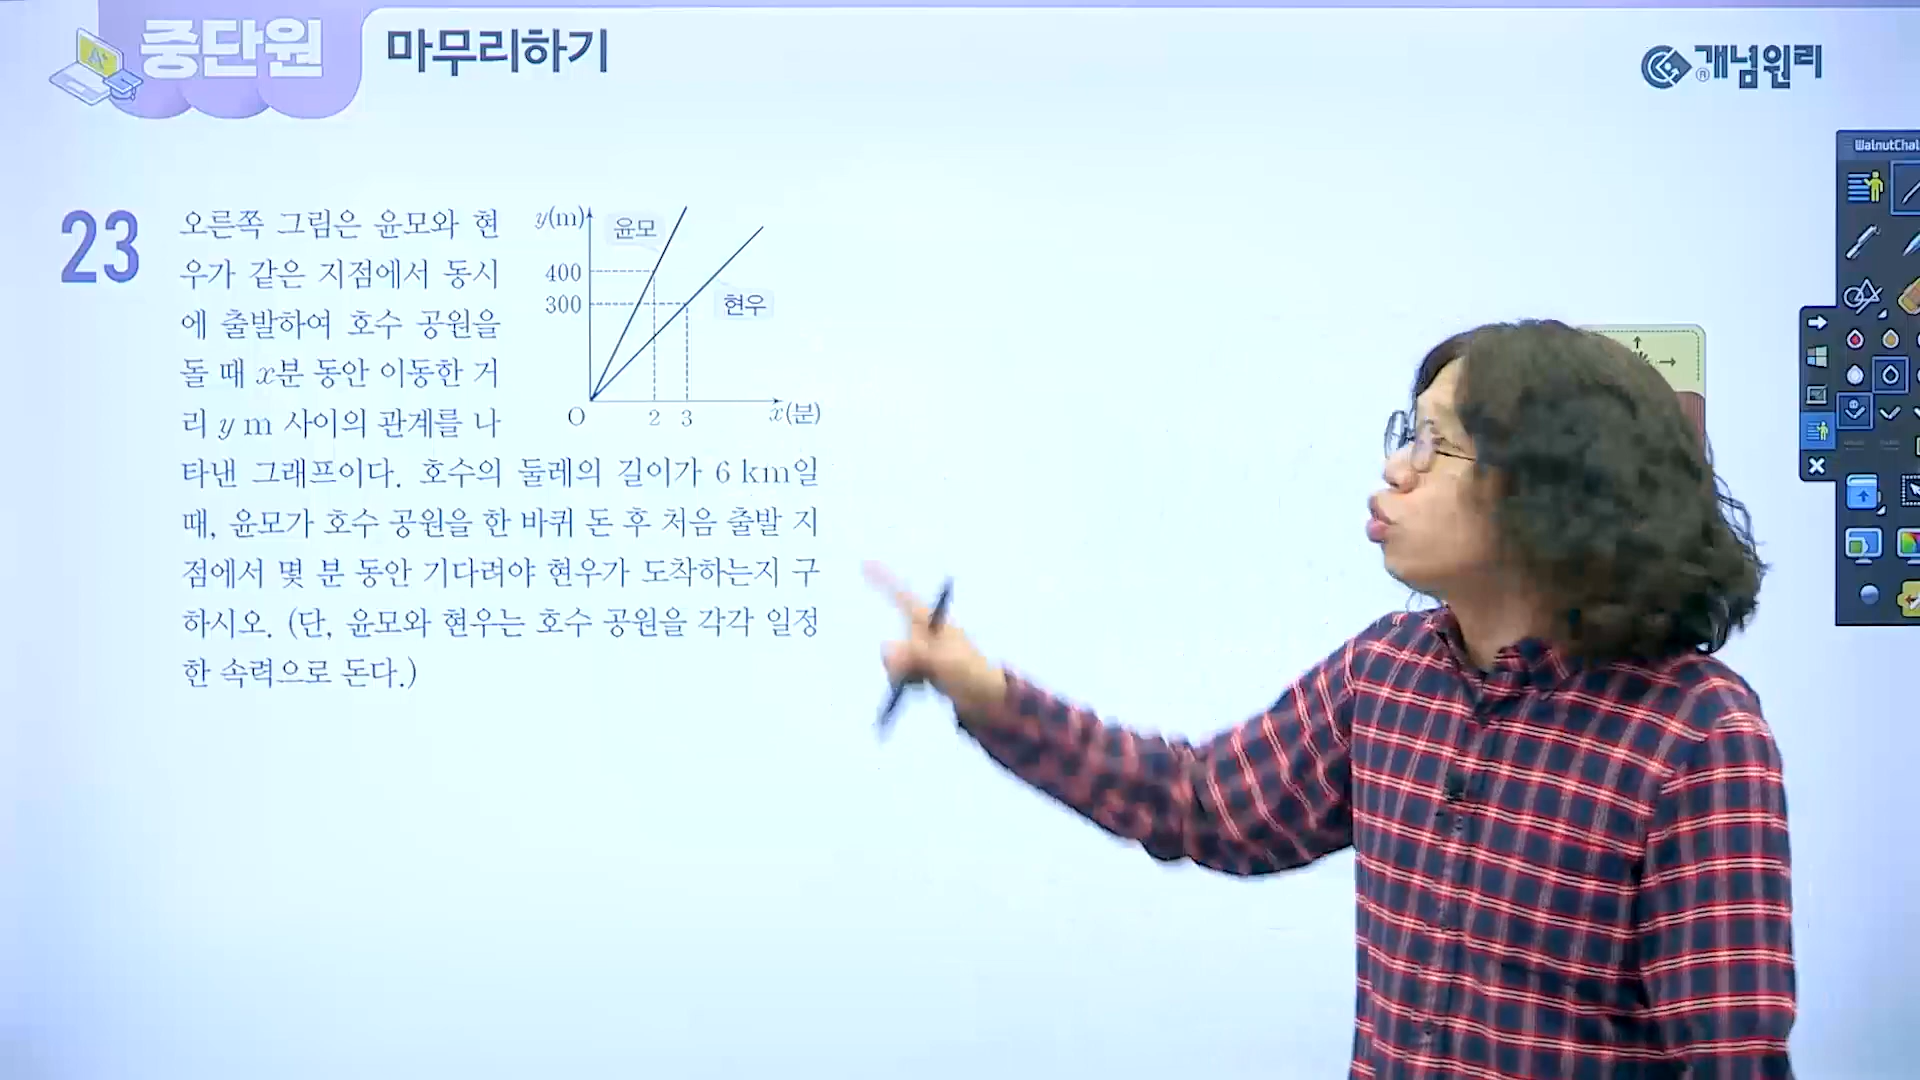 중단원 마무리하기
개념원리
WalnutChal
23
오른쪽 그림은 윤모와 현
우가 같은 지점에서 동시
에 출발하여 호수 공원을
돌 때 x분 동안 이동한 거
리 y m 사이의 관계를 나
타낸 그래프이다. 호수의 둘레의 길이가 6 km일
때, 윤모가 호수 공원을 한 바퀴 돈 후 처음 출발 지
점에서 몇 분 동안 기다려야 현우가 도착하는지 구
하시오. (단, 윤모와 현우는 호수 공원을 각각 일정
한 속력으로 돈다.)
y(m)
윤모
400
300
현우
O 2 3 x(분)